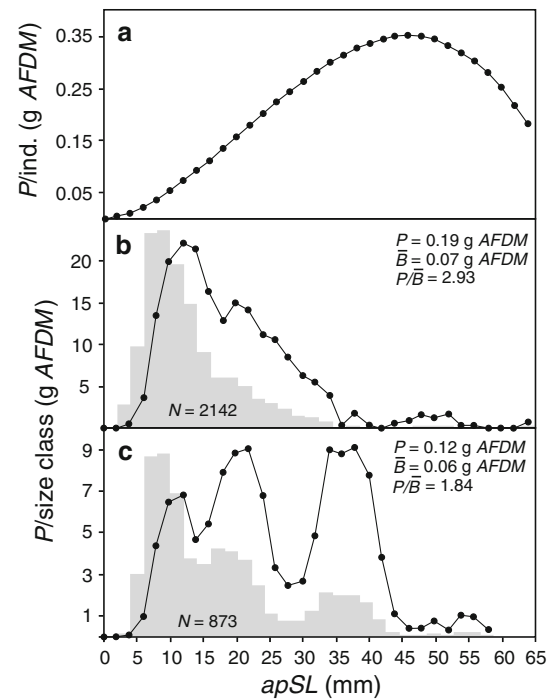 a
P/ind. (g AFDM)
0.35
0.25
0.15
0.05
b
P = 0.19 g AFDM
B̅ = 0.07 g AFDM
P/B̅ = 2.93
20
15
10
5
N = 2142
P/size class (g AFDM)
c
P = 0.12 g AFDM
B̅ = 0.06 g AFDM
P/B̅ = 1.84
9
7
5
3
1
N = 873
0 5 10 15 20 25 30 35 40 45 50 55 60 65
apSL (mm)